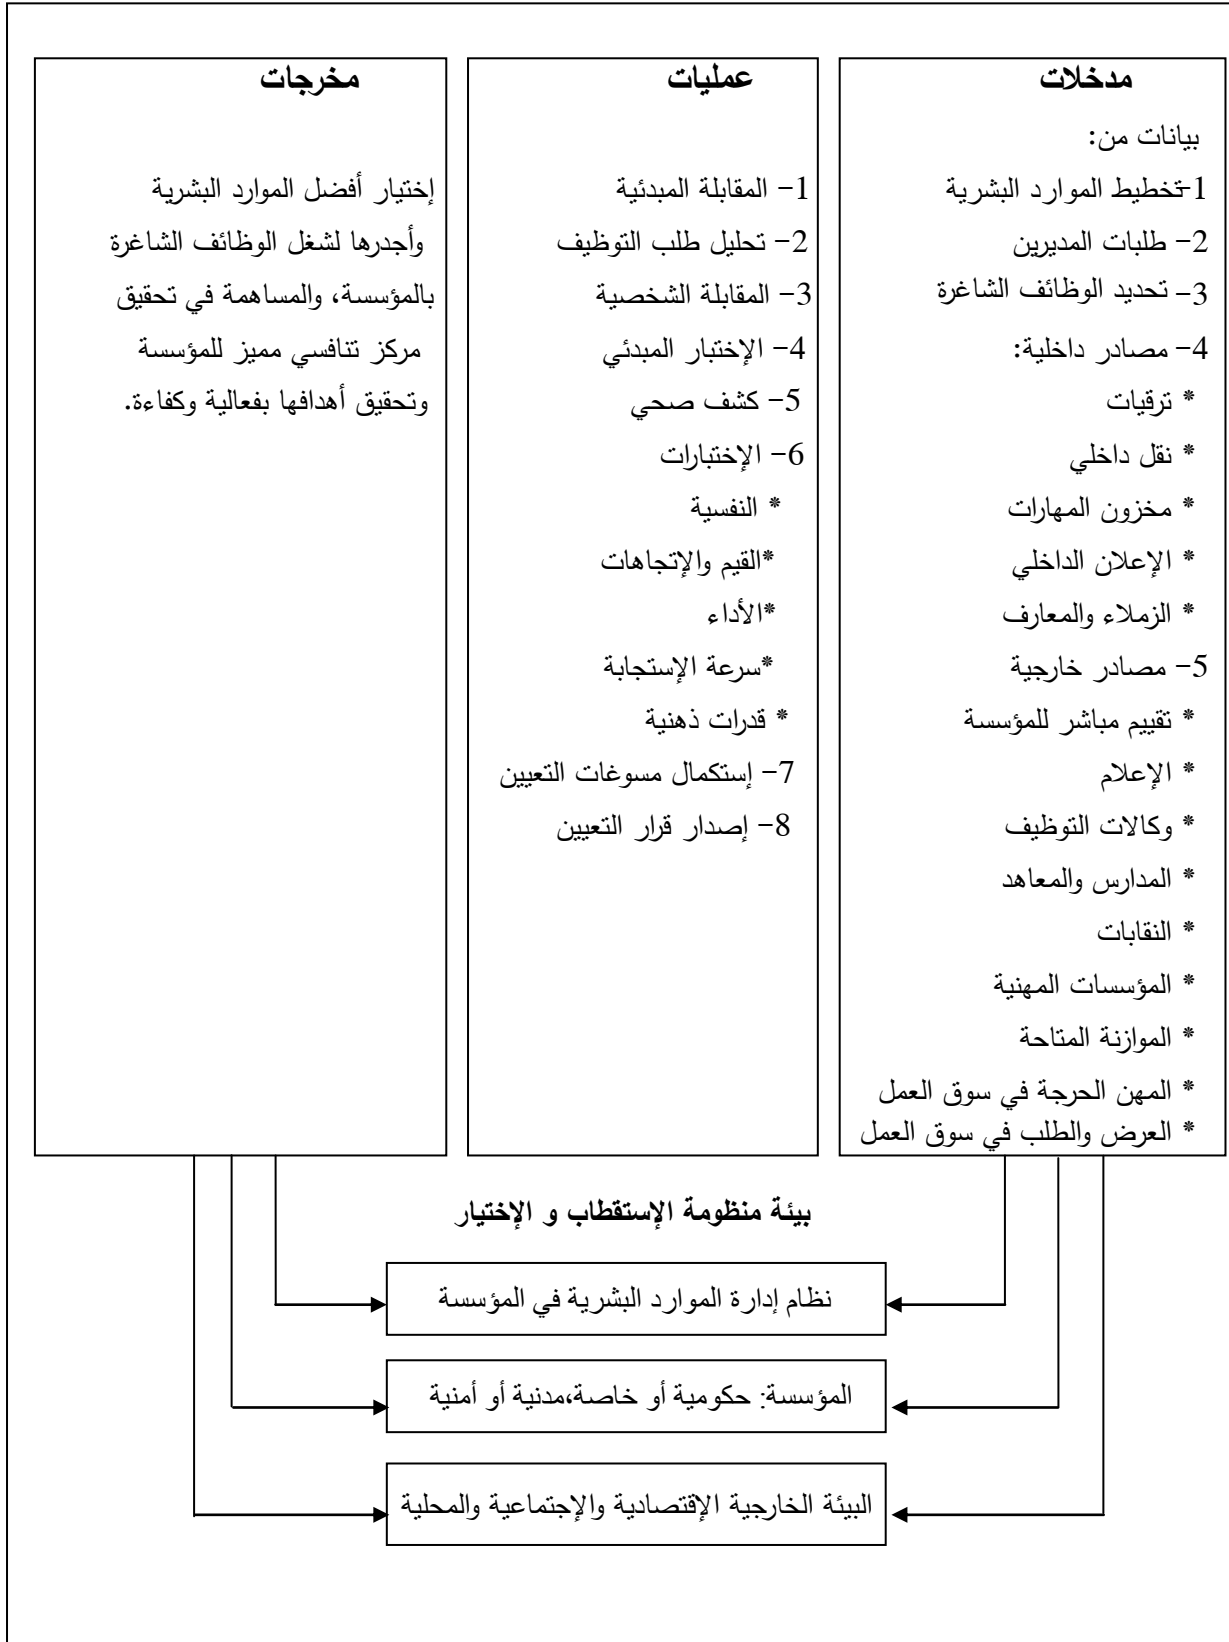 مدخلات
بيانات من:
1-تخطيط الموارد البشرية
2- طلبات المديرين
3- تحديد الوظائف الشاغرة
4- مصادر داخلية:
* ترقيات
* نقل داخلي
* مخزون المهارات
* الإعلان الداخلي
* الزملاء والمعارف
5- مصادر خارجية
* تقييم مباشر للمؤسسة
* الإعلام
* وكالات التوظيف
* المدارس والمعاهد
* النقابات
* المؤسسات المهنية
* الموازنة المتاحة
* المهن الحرجة في سوق العمل
* العرض والطلب في سوق العمل
عمليات
1- المقابلة المبدئية
2- تحليل طلب التوظيف
3- المقابلة الشخصية
4- الإختبار المبدئي
5- كشف صحي
6- الإختبارات
* النفسية
*القيم والإتجاهات
*الأداء
*سرعة الإستجابة
* قدرات ذهنية
7- إستكمال مسوغات التعيين
8- إصدار قرار التعيين
مخرجات
إختيار أفضل الموارد البشرية
وأجدرها لشغل الوظائف الشاغرة
بالمؤسسة، والمساهمة في تحقيق
مركز تنافسي مميز للمؤسسة
وتحقيق أهدافها بفعالية وكفاءة.
بيئة منظومة الإستقطاب و الإختيار
نظام إدارة الموارد البشرية في المؤسسة
المؤسسة: حكومية أو خاصة،مدنية أو أمنية
البيئة الخارجية الإقتصادية والإجتماعية والمحلية